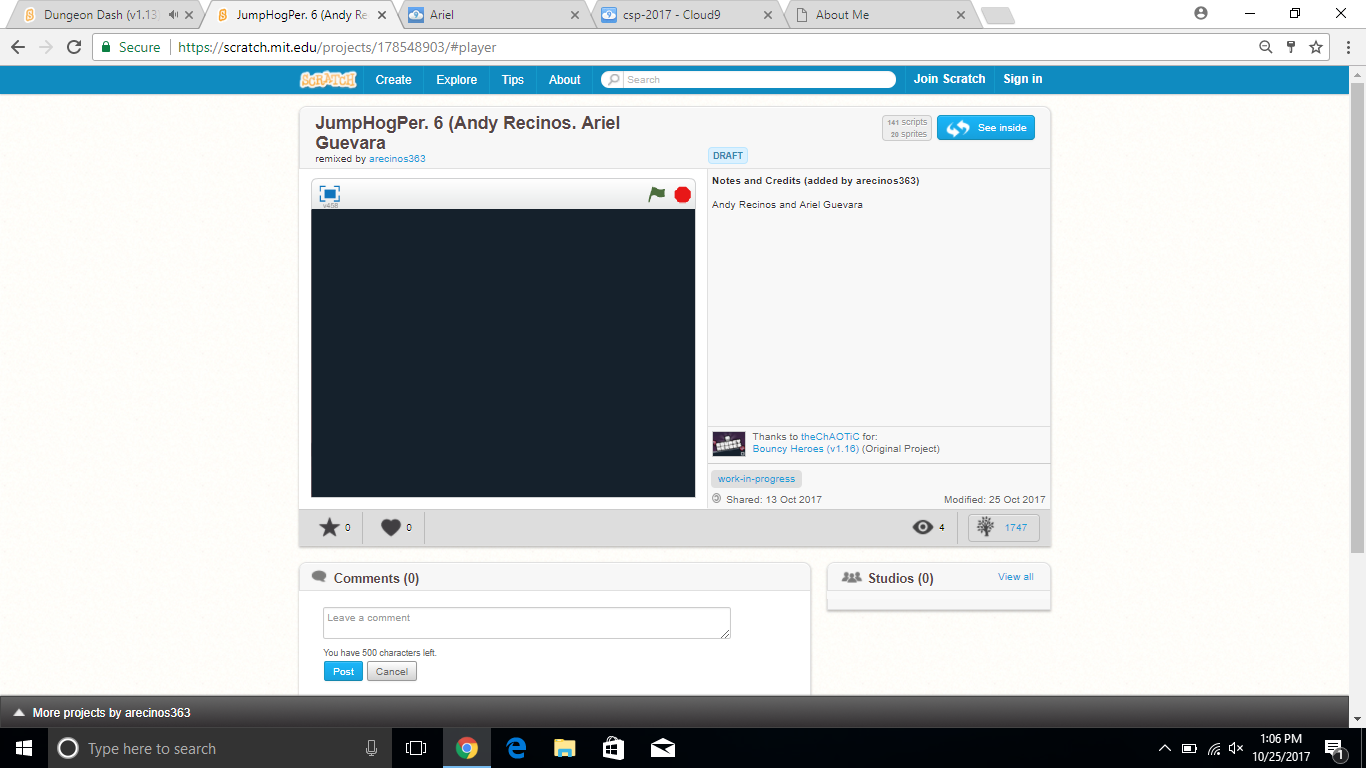 Dungeon Dash (v1.13)
JumpHogPer. 6 (Andy Re
Ariel
csp-2017 - Cloud9
About Me
Secure
https://scratch.mit.edu/projects/178548903/#player
SCRATCH Create Explore Tips About Search Join Scratch Sign in
JumpHogPer. 6 (Andy Recinos. Ariel
Guevara
remixed by arecinos363
141 scripts
20 sprites
See inside
DRAFT
v458
Notes and Credits (added by arecinos363)
Andy Recinos and Ariel Guevara
Thanks to theChAOTiC for:
Bouncy Heroes (v1.16) (Original Project)
work-in-progress
Shared: 13 Oct 2017 Modified: 25 Oct 2017
0 0 4 1747
Comments (0)
Leave a comment
You have 500 characters left.
Post Cancel
Studios (0) View all
More projects by arecinos363
Type here to search
1:06 PM
10/25/2017
1